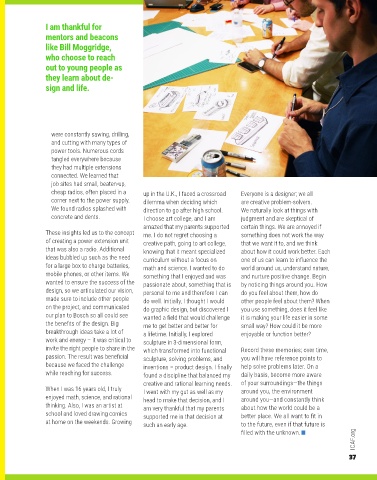 I am thankful for
mentors and beacons
like Bill Moggridge,
who choose to reach
out to young people as
they learn about de-
sign and life.
were constantly sawing, drilling,
and cutting with many types of
power tools. Numerous cords
tangled everywhere because
they had multiple extensions
connected. We learned that
job sites had small, beaten-up,
cheap radios, often placed in a
corner next to the power supply.
We found radios splashed with
concrete and dents.
These insights led us to the concept
of creating a power extension unit
that was also a radio. Additional
ideas bubbled up such as the need
for a large box to charge batteries,
mobile phones, or other items. We
wanted to ensure the success of the
design, so we articulated our vision,
made sure to include other people
on the project, and communicated
our plan to Bosch so all could see
the benefits of the design. Big
breakthrough ideas take a lot of
work and energy – it was critical to
invite the right people to share in the
passion. The result was beneficial
because we faced the challenge
while reaching for success.
When I was 16 years old, I truly
enjoyed math, science, and rational
thinking. Also, I was an artist at
school and loved drawing comics
at home on the weekends. Growing
up in the U.K., I faced a crossroad
dilemma when deciding which
direction to go after high school.
I chose art college, and I am
amazed that my parents supported
me. I do not regret choosing a
creative path, going to art college,
knowing that it meant specialized
curriculum without a focus on
math and science. I wanted to do
something that I enjoyed and was
passionate about, something that is
personal to me and therefore I can
do well. Initially, I thought I would
do graphic design, but discovered I
wanted a field that would challenge
me to get better and better for
a lifetime. Initially, I explored
sculpture in 3-dimensional form,
which transformed into functional
sculpture, solving problems, and
inventions = product design. I finally
found a discipline that balanced my
creative and rational learning needs.
I went with my gut as well as my
head to make that decision, and I
am very thankful that my parents
supported me in that decision at
such an early age.
Everyone is a designer; we all
are creative problem-solvers.
We naturally look at things with
judgment and are skeptical of
certain things. We are annoyed if
something does not work the way
that we want it to, and we think
about how it could work better. Each
one of us can learn to influence the
world around us, understand nature,
and nurture positive change. Begin
by noticing things around you. How
do you feel about them, how do
other people feel about them? When
you use something, does it feel like
it is making your life easier in some
small way? How could it be more
enjoyable or function better?
Record these memories; over time,
you will have reference points to
help solve problems later. On a
daily basis, become more aware
of your surroundings—the things
around you, the environment
around you—and constantly think
about how the world could be a
better place. We all want to fit in
to the future, even if that future is
filled with the unknown.
ICAF.org
37